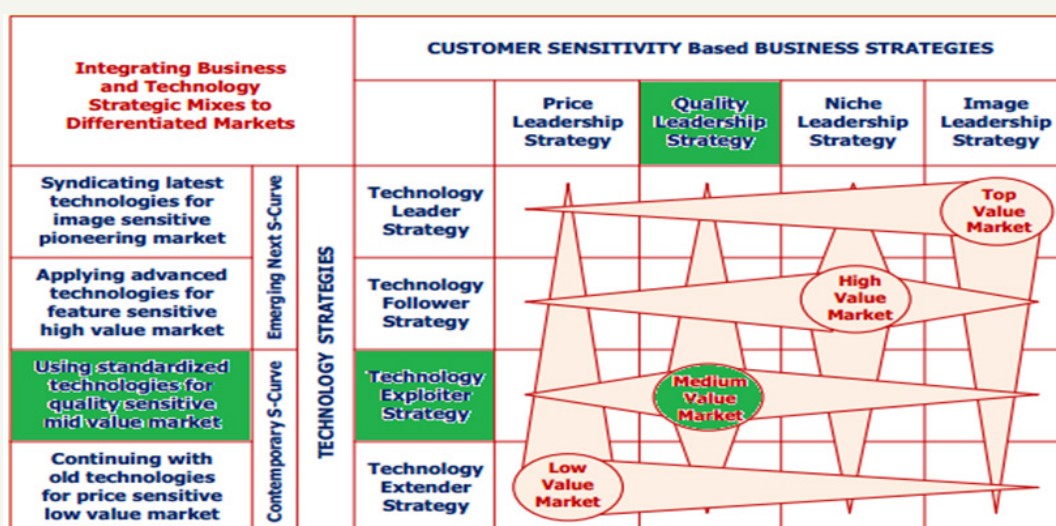 Integrating Business
and Technology
Strategic Mixes to
Differentiated Markets
CUSTOMER SENSITIVITY Based BUSINESS STRATEGIES
Price
Leadership
Strategy
Quality
Leadership
Strategy
Niche
Leadership
Strategy
Image
Leadership
Strategy
Syndicating latest
technologies for
image sensitive
pioneering market
Emerging Next S-Curve
TECHNOLOGY STRATEGIES
Technology
Leader
Strategy
Top
Value
Market
Applying advanced
technologies for
feature sensitive
high value market
Technology
Follower
Strategy
High
Value
Market
Using standardized
technologies for
quality sensitive
mid value market
Contemporary S-Curve
Technology
Exploiter
Strategy
Medium
Value
Market
Continuing with
old technologies
for price sensitive
low value market
Technology
Extender
Strategy
Low
Value
Market